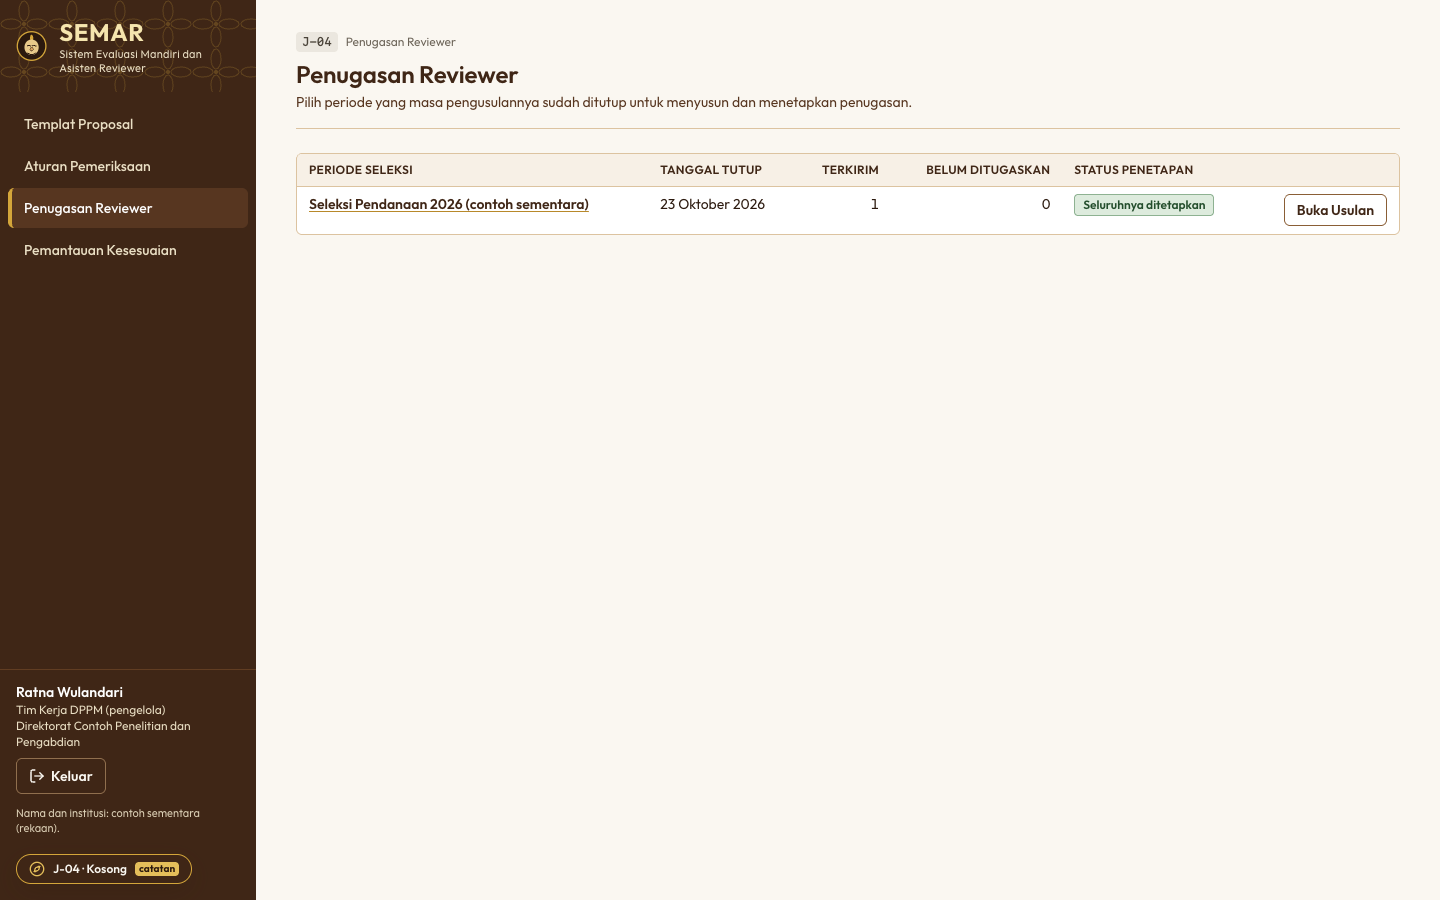 SEMAR
Sistem Evaluasi Mandiri dan
Asisten Reviewer
Templat Proposal
Aturan Pemeriksaan
Penugasan Reviewer
Pemantauan Kesesuaian
Ratna Wulandari
Tim Kerja DPPM (pengelola)
Direktorat Contoh Penelitian dan
Pengabdian
Keluar
Nama dan institusi: contoh sementara
(rekaan).
J-04 · Kosong catatan
J-04 Penugasan Reviewer
Penugasan Reviewer
Pilih periode yang masa pengusulannya sudah ditutup untuk menyusun dan menetapkan penugasan.
PERIODE SELEKSI TANGGAL TUTUP TERKIRIM BELUM DITUGASKAN STATUS PENETAPAN
Seleksi Pendanaan 2026 (contoh sementara) 23 Oktober 2026 1 0 Seluruhnya ditetapkan Buka Usulan